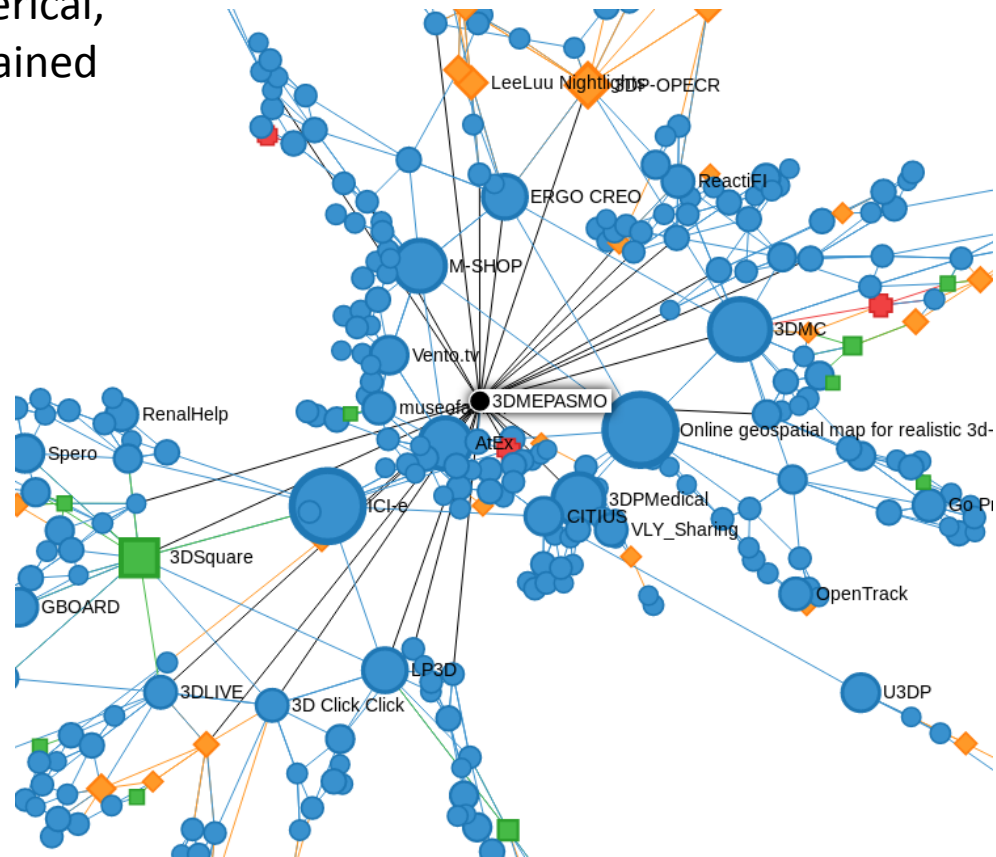 erical,
ained
LeeLuu Nightlights
3DP-OPECR
ReactiFI
ERGO CREO
M-SHOP
3DMC
Vento.tv
3DMEPASMO
museofa
RenalHelp
Online geospatial map for realistic 3d-
AtEx
Spero
3DPMedical
ICI-e
Go Pr
CITIUS
VLY_Sharing
3DSquare
OpenTrack
GBOARD
LP3D
3DLIVE
U3DP
3D Click Click